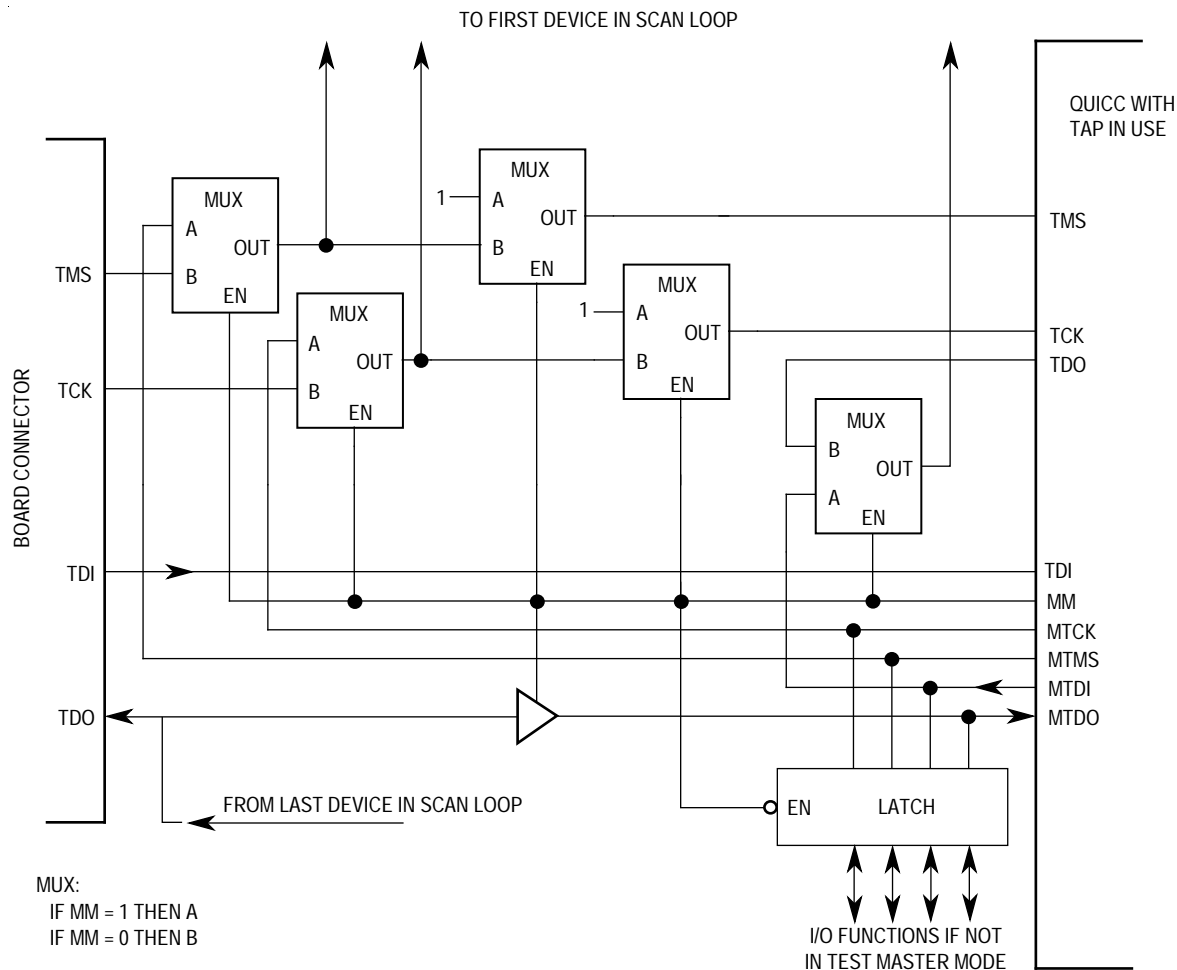 TO FIRST DEVICE IN SCAN LOOP
QUICC WITH
TAP IN USE
BOARD CONNECTOR
TMS
TCK
TDI
TDO
MUX
A
B
OUT
EN
MUX
A
B
OUT
EN
1
MUX
A
B
OUT
EN
1
MUX
A
B
OUT
EN
MUX
B
A
OUT
EN
TMS
TCK
TDO
TDI
MM
MTCK
MTMS
MTDI
MTDO
EN
LATCH
FROM LAST DEVICE IN SCAN LOOP
I/O FUNCTIONS IF NOT
IN TEST MASTER MODE
MUX:
IF MM = 1 THEN A
IF MM = 0 THEN B